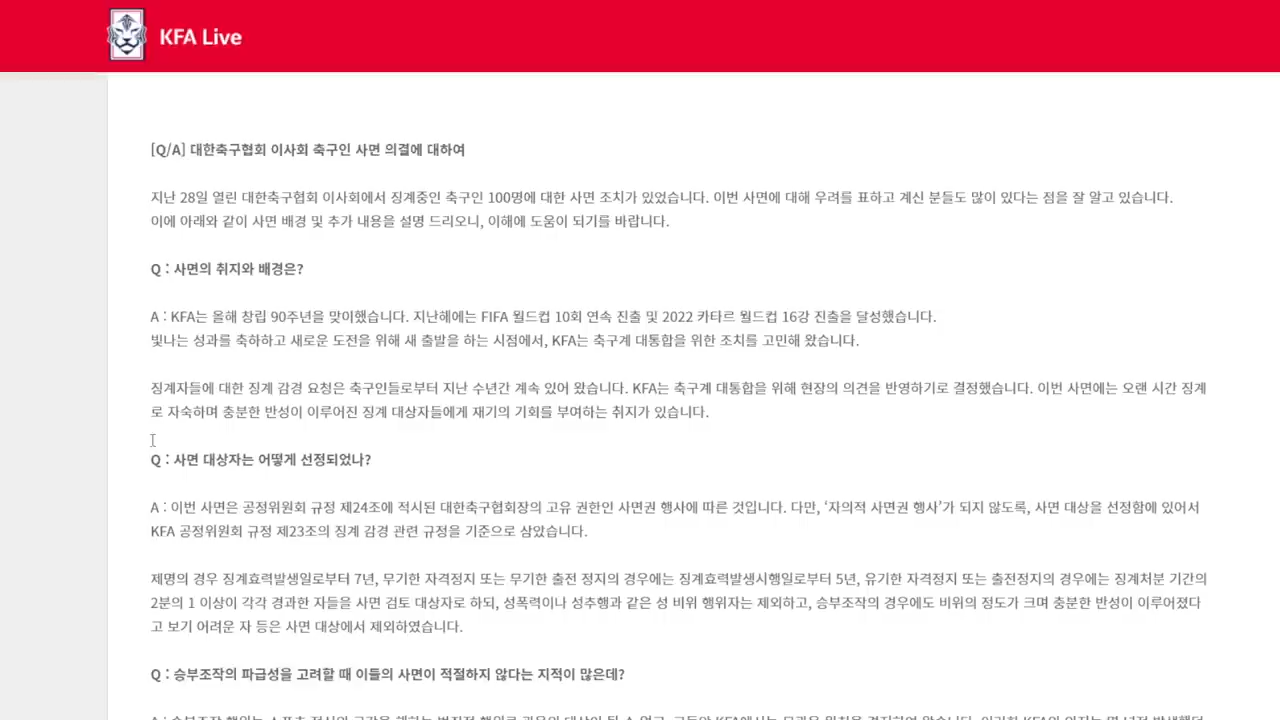 KFA Live
[Q/A] 대한축구협회 이사회 축구인 사면 의결에 대하여
지난 28일 열린 대한축구협회 이사회에서 징계중인 축구인 100명에 대한 사면 조치가 있었습니다. 이번 사면에 대해 우려를 표하고 계신 분들도 많이 있다는 점을 잘 알고 있습니다.
이에 아래와 같이 사면 배경 및 추가 내용을 설명 드리오니, 이해에 도움이 되기를 바랍니다.
Q : 사면의 취지와 배경은?
A : KFA는 올해 창립 90주년을 맞이했습니다. 지난헤에는 FIFA 월드컵 10회 연속 진출 및 2022 카타르 월드컵 16강 진출을 달성했습니다.
빛나는 성과를 축하하고 새로운 도전을 위해 새 출발을 하는 시점에서, KFA는 축구계 대통합을 위한 조치를 고민해 왔습니다.
징계자들에 대한 징계 감경 요청은 축구인들로부터 지난 수년간 계속 있어 왔습니다. KFA는 축구계 대통합을 위해 현장의 의견을 반영하기로 결정했습니다. 이번 사면에는 오랜 시간 징계
로 자숙하며 충분한 반성이 이루어진 징계 대상자들에게 재기의 기회를 부여하는 취지가 있습니다.
Q : 사면 대상자는 어떻게 선정되었나?
A : 이번 사면은 공정위원회 규정 제24조에 적시된 대한축구협회장의 고유 권한인 사면권 행사에 따른 것입니다. 다만, ‘자의적 사면권 행사’가 되지 않도록, 사면 대상을 선정함에 있어서
KFA 공정위원회 규정 제23조의 징계 감경 관련 규정을 기준으로 삼았습니다.
제명의 경우 징계효력발생일로부터 7년, 무기한 자격정지 또는 무기한 출전 정지의 경우에는 징계효력발생시행일로부터 5년, 유기한 자격정지 또는 출전정지의 경우에는 징계처분 기간의
2분의 1 이상이 각각 경과한 자들을 사면 검토 대상자로 하되, 성폭력이나 성추행과 같은 성 비위 행위자는 제외하고, 승부조작의 경우에도 비위의 정도가 크며 충분한 반성이 이루어졌다
고 보기 어려운 자 등은 사면 대상에서 제외하였습니다.
Q : 승부조작의 파급성을 고려할 때 이들의 사면이 적절하지 않다는 지적이 많은데?